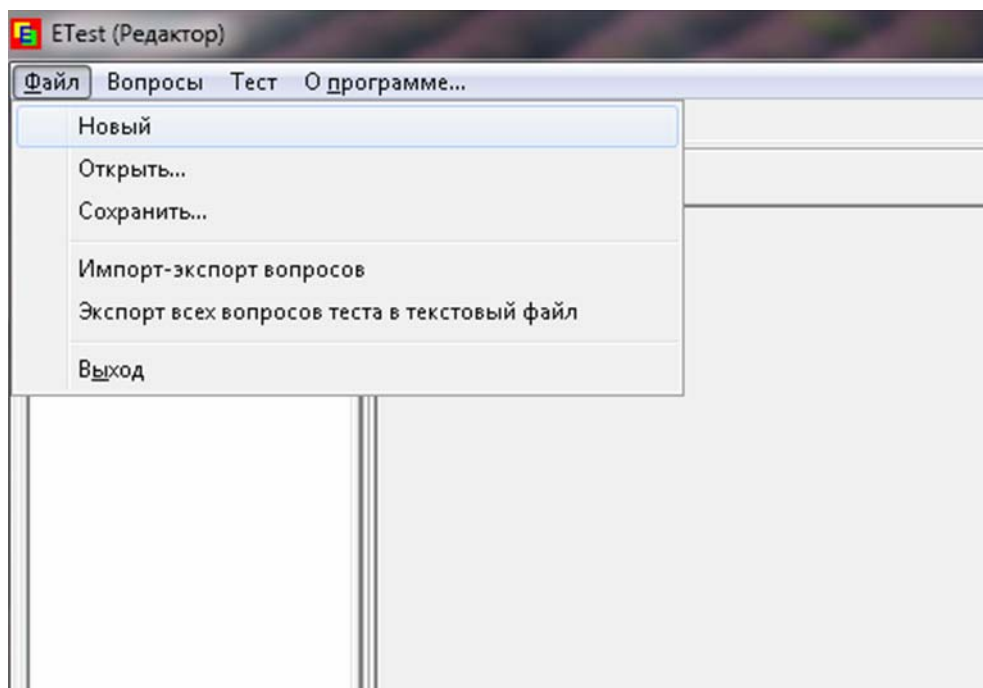 E ETest (Редактор)
Файл Вопросы Тест О программе...
Новый
Открыть...
Сохранить...
Импорт-экспорт вопросов
Экспорт всех вопросов теста в текстовый файл
Выход